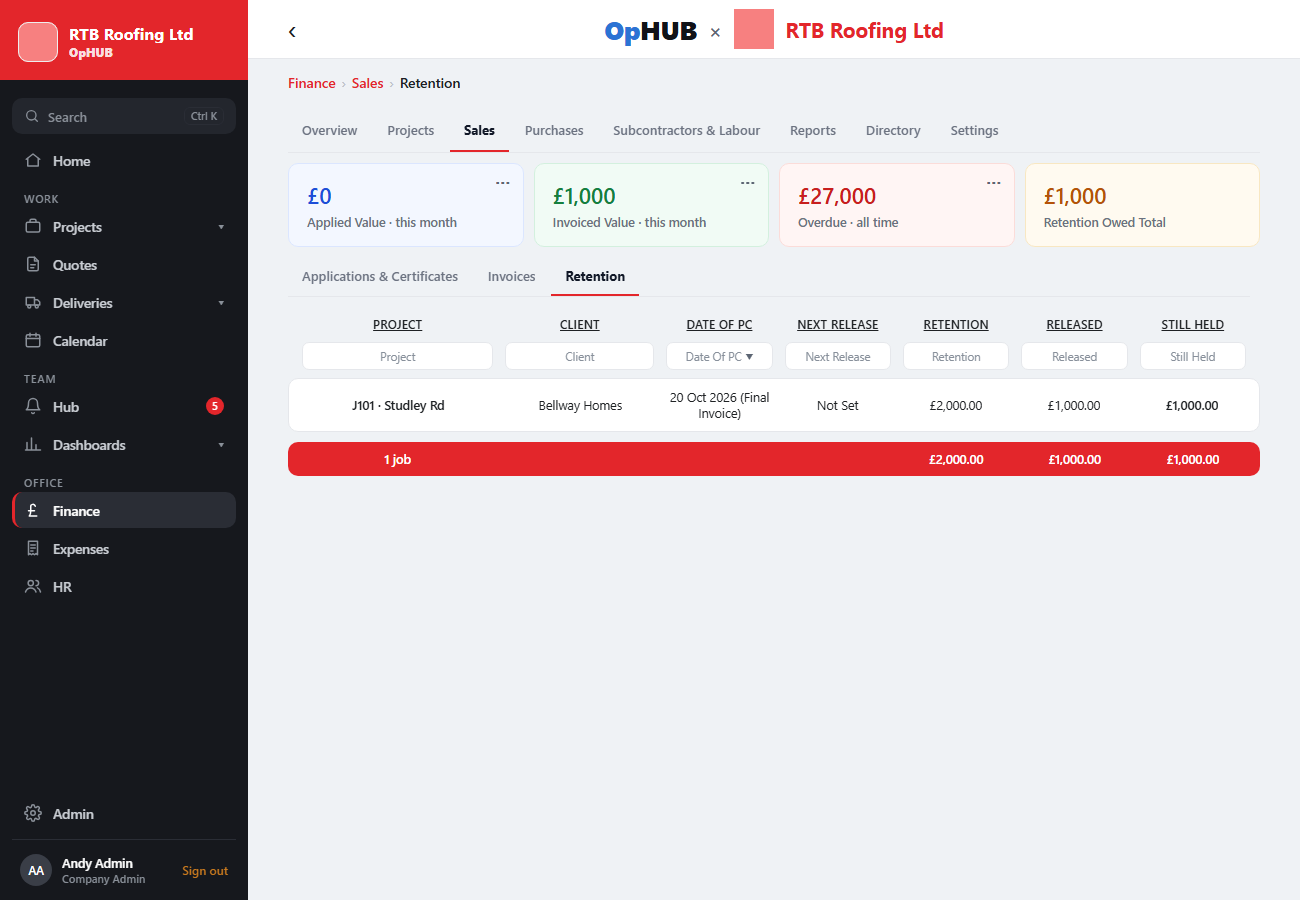 RTB Roofing Ltd
OpHUB
Search Ctrl K
Home
WORK
Projects
Quotes
Deliveries
Calendar
TEAM
Hub 5
Dashboards
OFFICE
£ Finance
Expenses
HR
Admin
AA Andy Admin
Company Admin
Sign out
OpHUB × RTB Roofing Ltd
Finance › Sales › Retention
Overview Projects Sales Purchases Subcontractors & Labour Reports Directory Settings
£0
Applied Value · this month
£1,000
Invoiced Value · this month
£27,000
Overdue · all time
£1,000
Retention Owed Total
Applications & Certificates Invoices Retention
PROJECT CLIENT DATE OF PC NEXT RELEASE RETENTION RELEASED STILL HELD
Project Client Date Of PC ▼ Next Release Retention Released Still Held
J101 · Studley Rd Bellway Homes 20 Oct 2026 (Final Invoice) Not Set £2,000.00 £1,000.00 £1,000.00
1 job £2,000.00 £1,000.00 £1,000.00